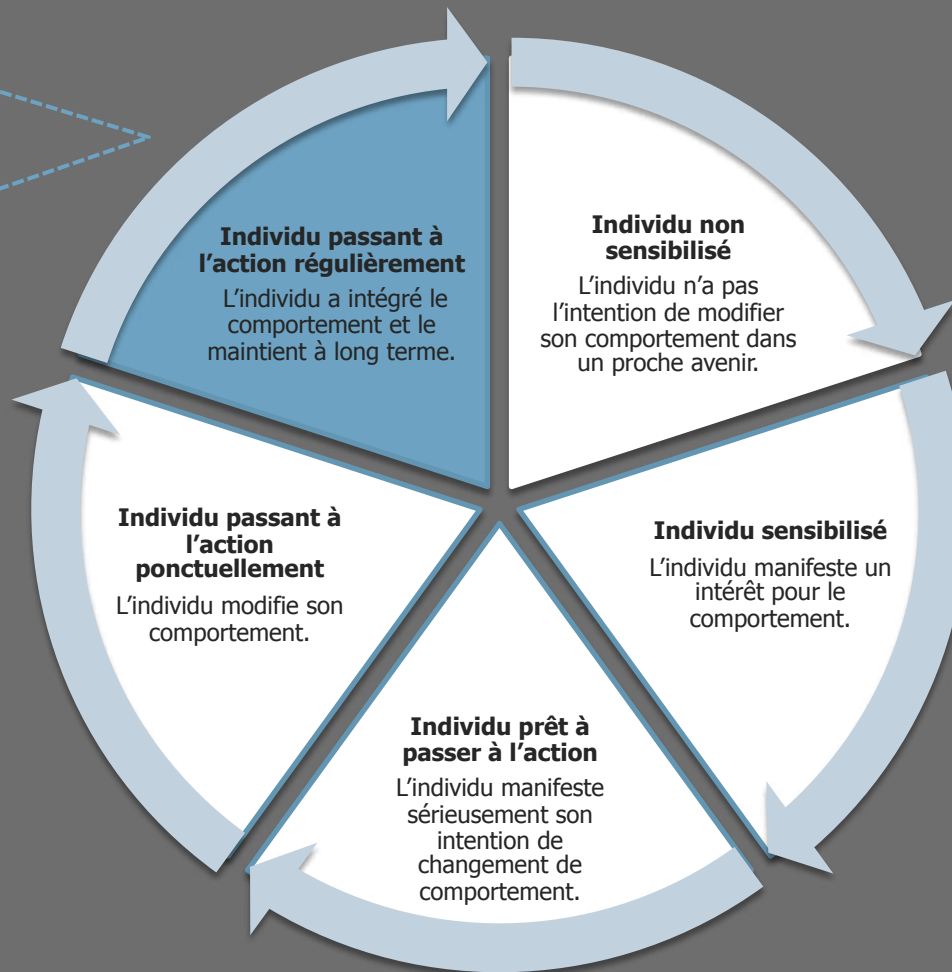 Individu non
sensibilisé
L’individu n’a pas
l’intention de modifier
son comportement dans
un proche avenir.
Individu sensibilisé
L’individu manifeste un
intérêt pour le
comportement.
Individu prêt à
passer à l’action
L’individu manifeste
sérieusement son
intention de
changement de
comportement.
Individu passant à
l’action
ponctuellement
L’individu modifie son
comportement.
Individu passant à
l’action régulièrement
L’individu a intégré le
comportement et le
maintient à long terme.